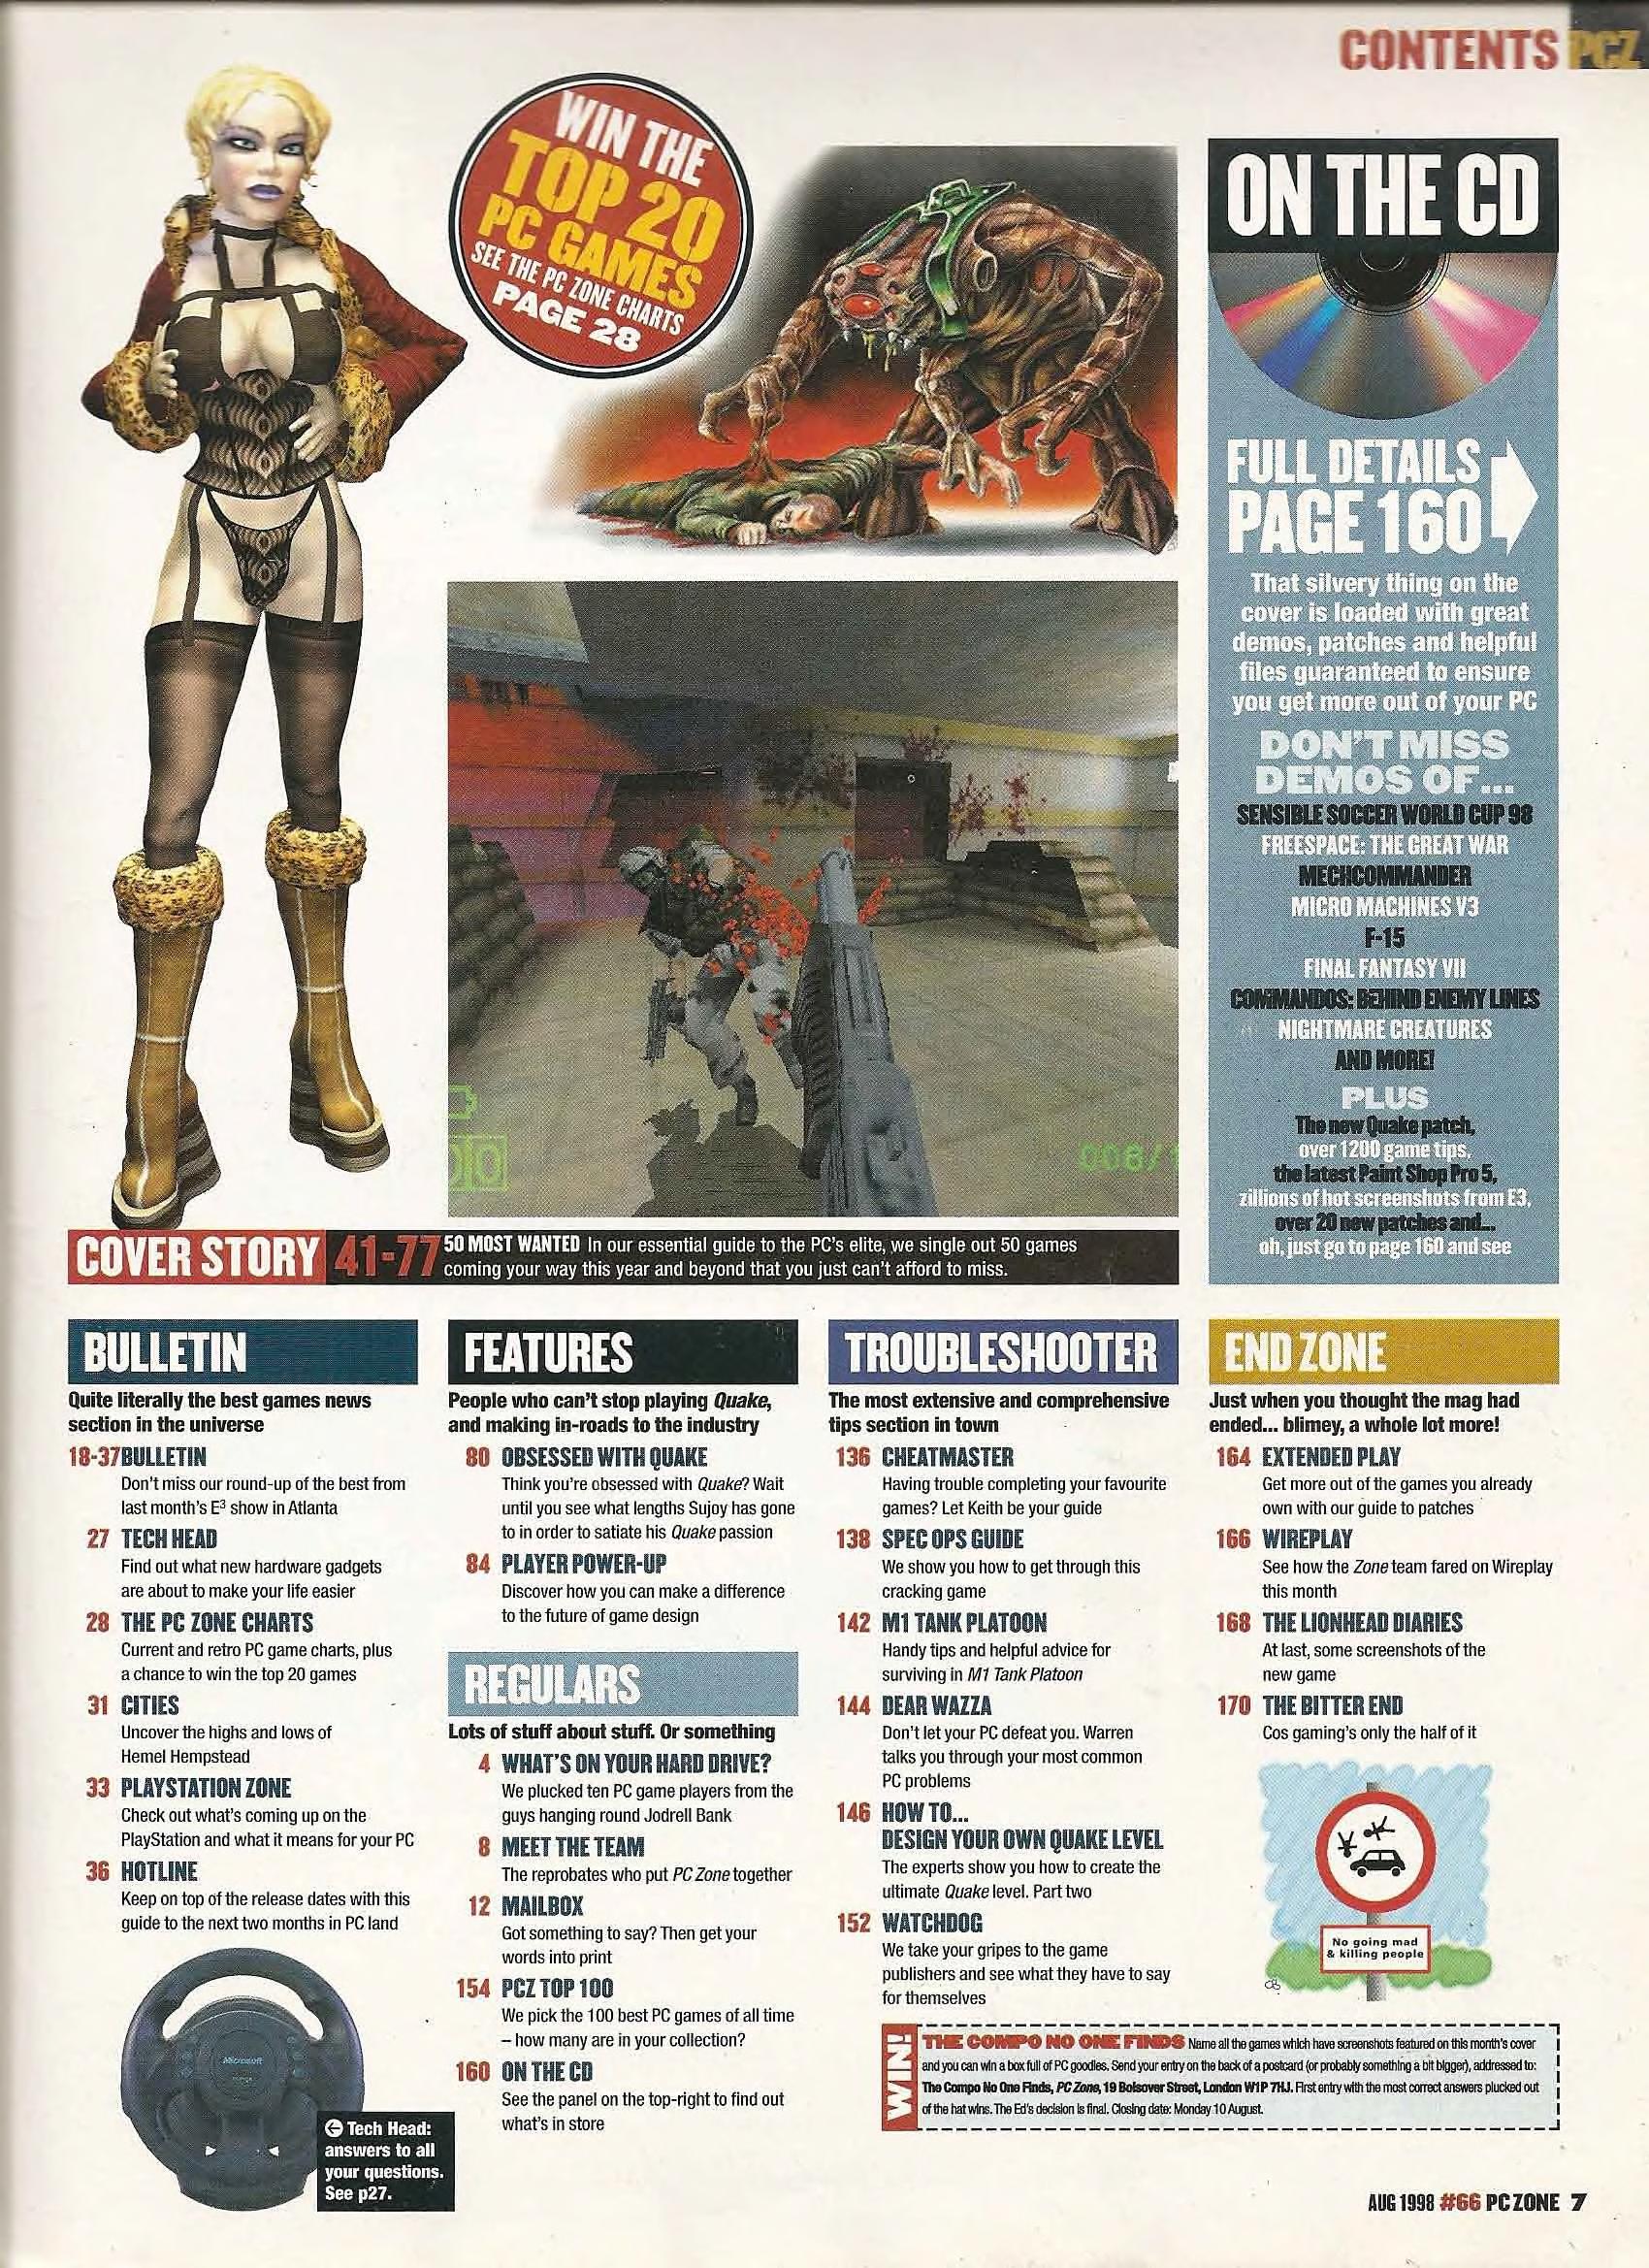 CONTENTS PCZ
WIN THE
TOP 20
PC GAMES
SEE THE PC ZONE CHARTS
PAGE 28
ON THE CD
FULL DETAILS
PAGE 160
That silvery thing on the
cover is loaded with great
demos, patches and helpful
files guaranteed to ensure
you get more out of your PC
DON'T MISS
DEMOS OF...
SENSIBLE SOCCER WORLD CUP 98
FREESPACE: THE GREAT WAR
MECHCOMMANDER
MICRO MACHINES V3
F-15
FINAL FANTASY VII
COMMANDOS: BEHIND ENEMY LINES
NIGHTMARE CREATURES
AND MORE!
PLUS
The new Quake patch,
over 1200 game tips,
the latest Paint Shop Pro 5,
zillions of hot screenshots from E3,
over 20 new patches and...
oh, just go to page 160 and see
COVER STORY 41-77 50 MOST WANTED In our essential guide to the PC's elite, we single out 50 games
coming your way this year and beyond that you just can't afford to miss.
BULLETIN
Quite literally the best games news
section in the universe
18-37 BULLETIN
Don't miss our round-up of the best from
last month's E³ show in Atlanta
27 TECH HEAD
Find out what new hardware gadgets
are about to make your life easier
28 THE PC ZONE CHARTS
Current and retro PC game charts, plus
a chance to win the top 20 games
31 CITIES
Uncover the highs and lows of
Hemel Hempstead
33 PLAYSTATION ZONE
Check out what's coming up on the
PlayStation and what it means for your PC
36 HOTLINE
Keep on top of the release dates with this
guide to the next two months in PC land
Microsoft
Tech Head:
answers to all
your questions.
See p27.
FEATURES
People who can't stop playing Quake,
and making in-roads to the industry
80 OBSESSED WITH QUAKE
Think you're obsessed with Quake? Wait
until you see what lengths Sujoy has gone
to in order to satiate his Quake passion
84 PLAYER POWER-UP
Discover how you can make a difference
to the future of game design
REGULARS
Lots of stuff about stuff. Or something
4 WHAT'S ON YOUR HARD DRIVE?
We plucked ten PC game players from the
guys hanging round Jodrell Bank
8 MEET THE TEAM
The reprobates who put PC Zone together
12 MAILBOX
Got something to say? Then get your
words into print
154 PCZ TOP 100
We pick the 100 best PC games of all time
– how many are in your collection?
160 ON THE CD
See the panel on the top-right to find out
what's in store
TROUBLESHOOTER
The most extensive and comprehensive
tips section in town
136 CHEATMASTER
Having trouble completing your favourite
games? Let Keith be your guide
138 SPEC OPS GUIDE
We show you how to get through this
cracking game
142 M1 TANK PLATOON
Handy tips and helpful advice for
surviving in M1 Tank Platoon
144 DEAR WAZZA
Don't let your PC defeat you. Warren
talks you through your most common
PC problems
146 HOW TO...
DESIGN YOUR OWN QUAKE LEVEL
The experts show you how to create the
ultimate Quake level. Part two
152 WATCHDOG
We take your gripes to the game
publishers and see what they have to say
for themselves
END ZONE
Just when you thought the mag had
ended... blimey, a whole lot more!
164 EXTENDED PLAY
Get more out of the games you already
own with our guide to patches
166 WIREPLAY
See how the Zone team fared on Wireplay
this month
168 THE LIONHEAD DIARIES
At last, some screenshots of the
new game
170 THE BITTER END
Cos gaming's only the half of it
No going mad
& killing people
WIN!
THE COMPO NO ONE FINDS Name all the games which have screenshots featured on this month's cover
and you can win a box full of PC goodies. Send your entry on the back of a postcard (or probably something a bit bigger), addressed to:
The Compo No One Finds, PC Zone, 19 Bolsover Street, London W1P 7HJ. First entry with the most correct answers plucked out
of the hat wins. The Ed's decision is final. Closing date: Monday 10 August.
AUG 1998 #66 PC ZONE 7